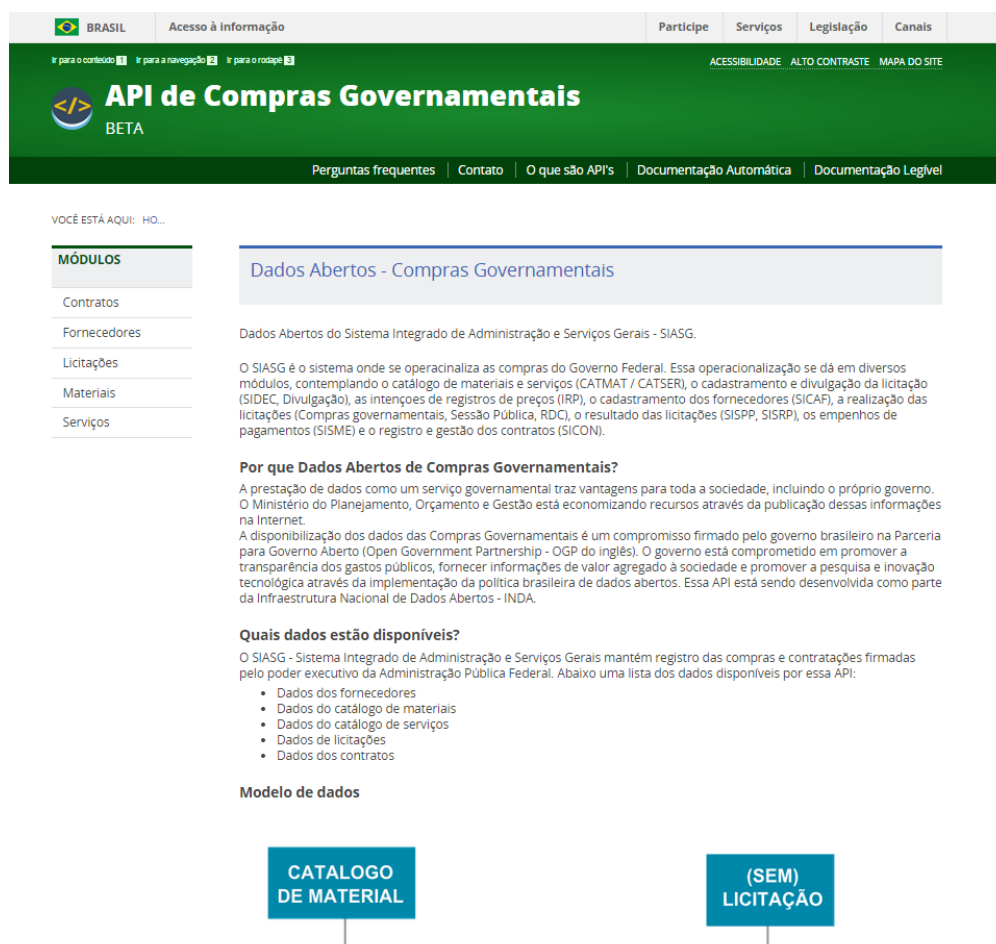 BRASIL Acesso à informação Participe Serviços Legislação Canais
Ir para o conteúdo 1 Ir para a navegação 2 Ir para o rodapé 3 ACESSIBILIDADE ALTO CONTRASTE MAPA DO SITE
</> API de Compras Governamentais
BETA
Perguntas frequentes Contato O que são API's Documentação Automática Documentação Legível
VOCÊ ESTÁ AQUI: HO...
MÓDULOS
Contratos
Fornecedores
Licitações
Materiais
Serviços
Dados Abertos - Compras Governamentais
Dados Abertos do Sistema Integrado de Administração e Serviços Gerais - SIASG.
O SIASG é o sistema onde se operacinaliza as compras do Governo Federal. Essa operacionalização se dá em diversos
módulos, contemplando o catálogo de materiais e serviços (CATMAT / CATSER), o cadastramento e divulgação da licitação
(SIDEC, Divulgação), as intençoes de registros de preços (IRP), o cadastramento dos fornecedores (SICAF), a realização das
licitações (Compras governamentais, Sessão Pública, RDC), o resultado das licitações (SISPP, SISRP), os empenhos de
pagamentos (SISME) e o registro e gestão dos contratos (SICON).
Por que Dados Abertos de Compras Governamentais?
A prestação de dados como um serviço governamental traz vantagens para toda a sociedade, incluindo o próprio governo.
O Ministério do Planejamento, Orçamento e Gestão está economizando recursos através da publicação dessas informações
na Internet.
A disponibilização dos dados das Compras Governamentais é um compromisso firmado pelo governo brasileiro na Parceria
para Governo Aberto (Open Government Partnership - OGP do inglês). O governo está comprometido em promover a
transparência dos gastos públicos, fornecer informações de valor agregado à sociedade e promover a pesquisa e inovação
tecnológica através da implementação da política brasileira de dados abertos. Essa API está sendo desenvolvida como parte
da Infraestrutura Nacional de Dados Abertos - INDA.
Quais dados estão disponíveis?
O SIASG - Sistema Integrado de Administração e Serviços Gerais mantém registro das compras e contratações firmadas
pelo poder executivo da Administração Pública Federal. Abaixo uma lista dos dados disponíveis por essa API:
• Dados dos fornecedores
• Dados do catálogo de materiais
• Dados do catálogo de serviços
• Dados de licitações
• Dados dos contratos
Modelo de dados
CATALOGO
DE MATERIAL
(SEM)
LICITAÇÃO